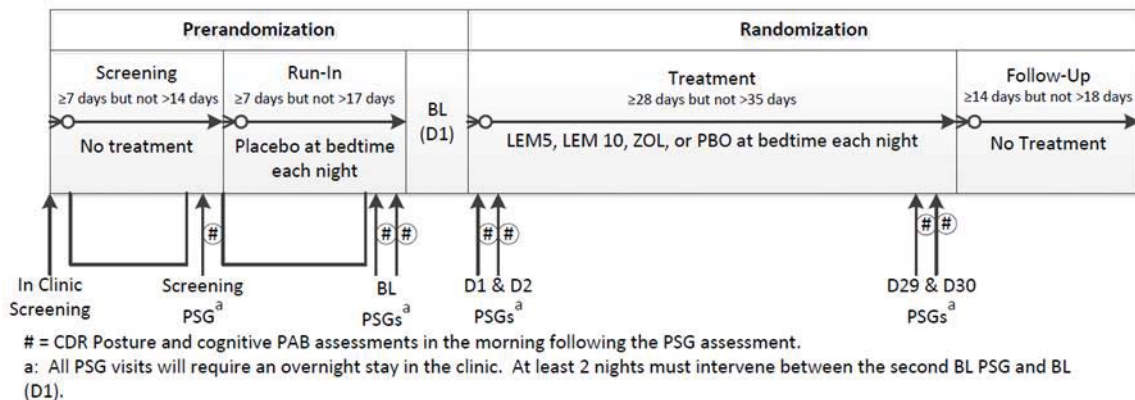 Prerandomization
Randomization
Screening
≥7 days but not >14 days
No treatment
Run-In
≥7 days but not >17 days
Placebo at bedtime
each night
BL
(D1)
Treatment
≥28 days but not >35 days
LEM5, LEM 10, ZOL, or PBO at bedtime each night
Follow-Up
≥14 days but not >18 days
No Treatment
#
# #
# #
# #
In Clinic
Screening
Screening
PSGᵃ
BL
PSGsᵃ
D1 & D2
PSGsᵃ
D29 & D30
PSGsᵃ
# = CDR Posture and cognitive PAB assessments in the morning following the PSG assessment.
a: All PSG visits will require an overnight stay in the clinic. At least 2 nights must intervene between the second BL PSG and BL
(D1).